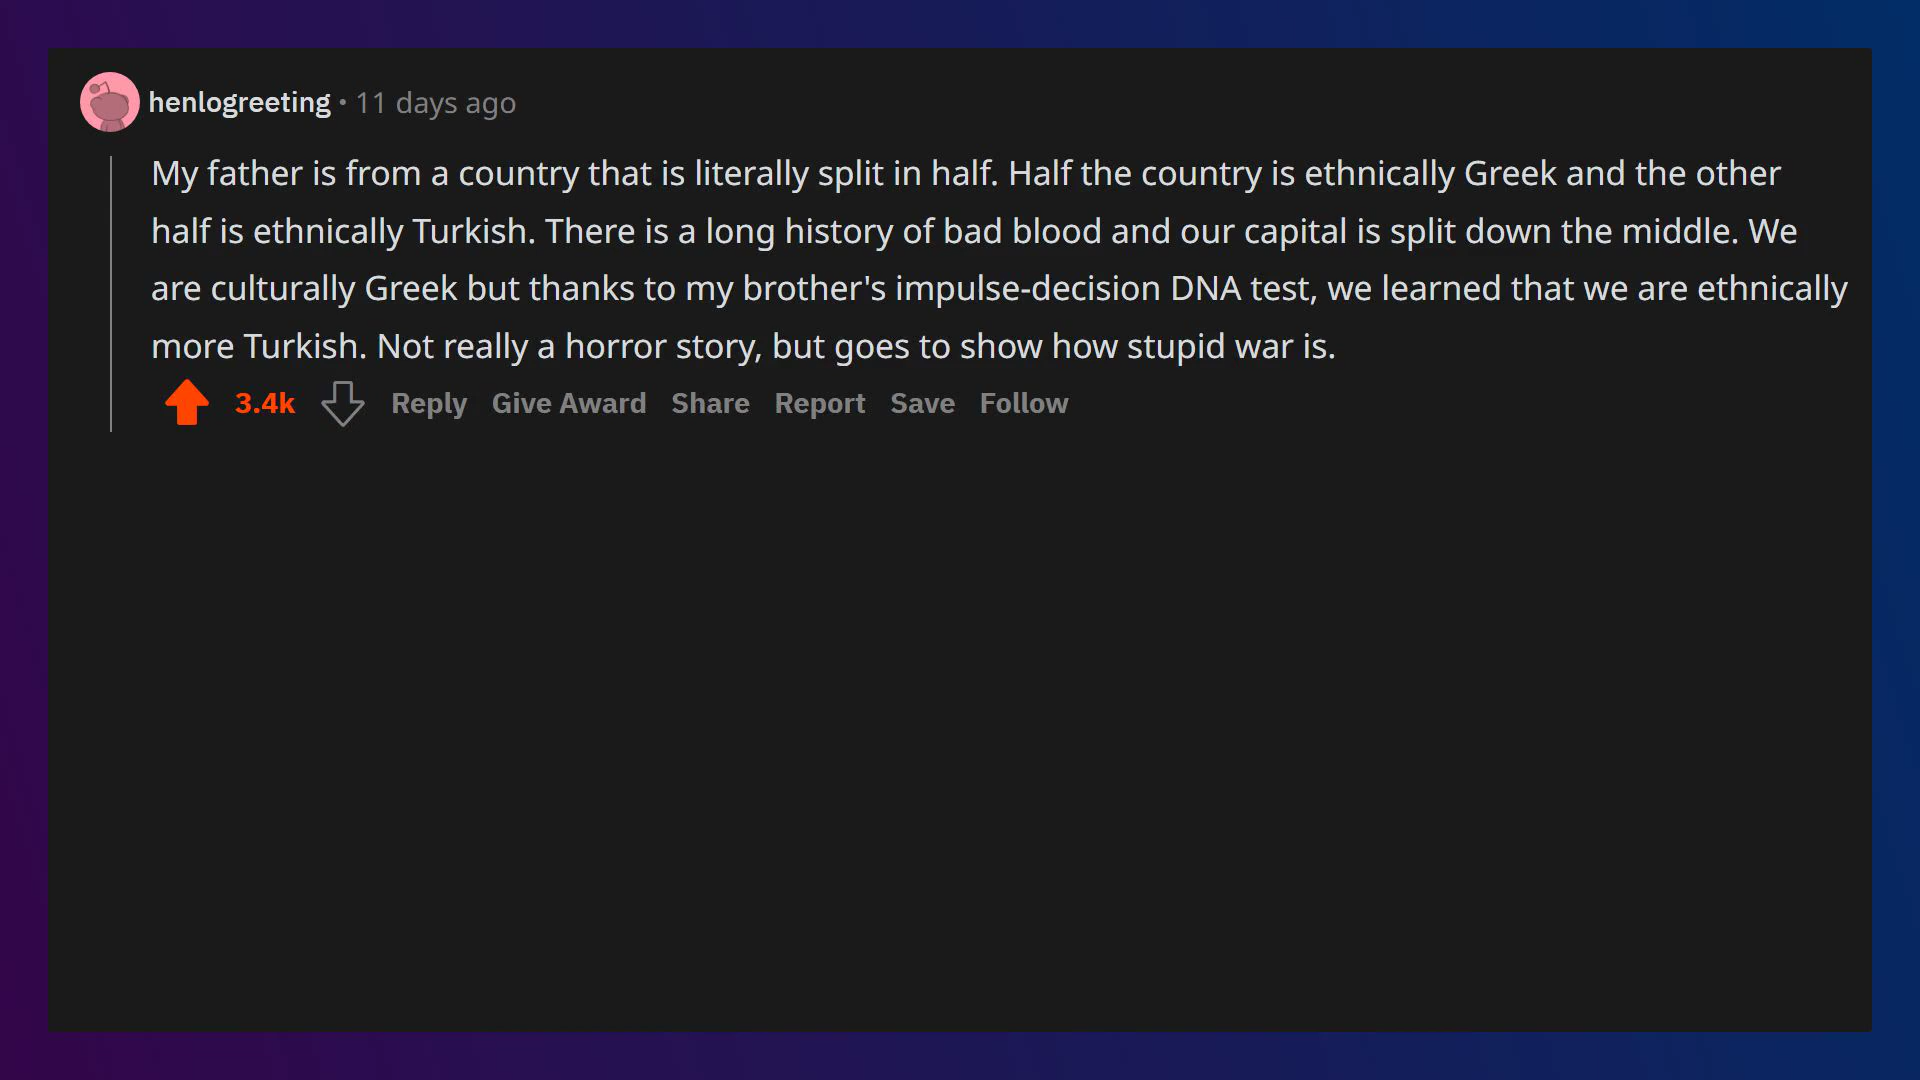 henlogreeting • 11 days ago
My father is from a country that is literally split in half. Half the country is ethnically Greek and the other
half is ethnically Turkish. There is a long history of bad blood and our capital is split down the middle. We
are culturally Greek but thanks to my brother's impulse-decision DNA test, we learned that we are ethnically
more Turkish. Not really a horror story, but goes to show how stupid war is.
3.4k Reply Give Award Share Report Save Follow